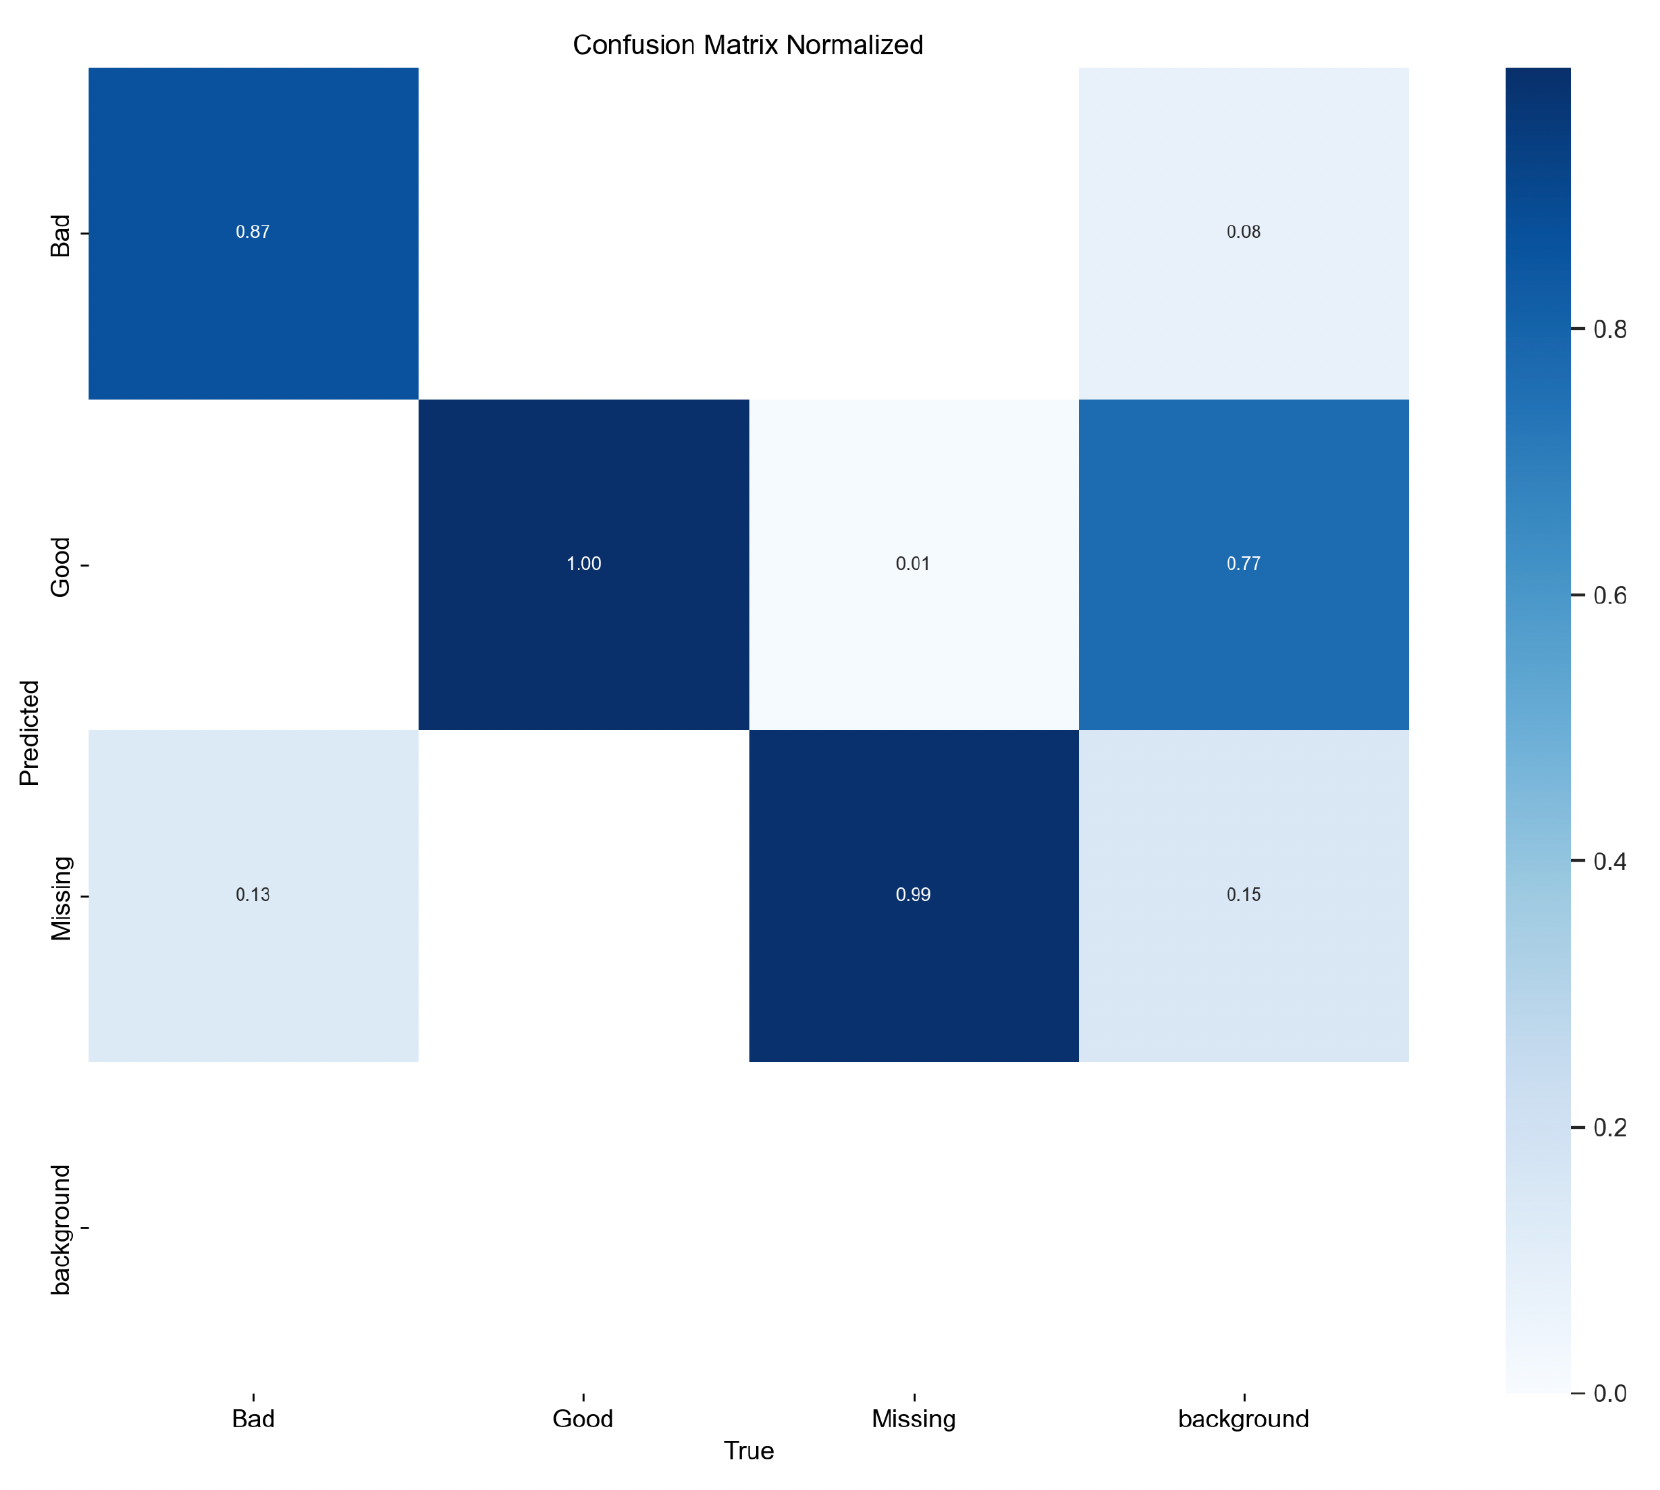 Confusion Matrix Normalized
Bad
0.87
0.08
Good
1.00
0.01
0.77
Missing
0.13
0.99
0.15
background
Predicted
Bad
Good
Missing
background
True
0.8
0.6
0.4
0.2
0.0